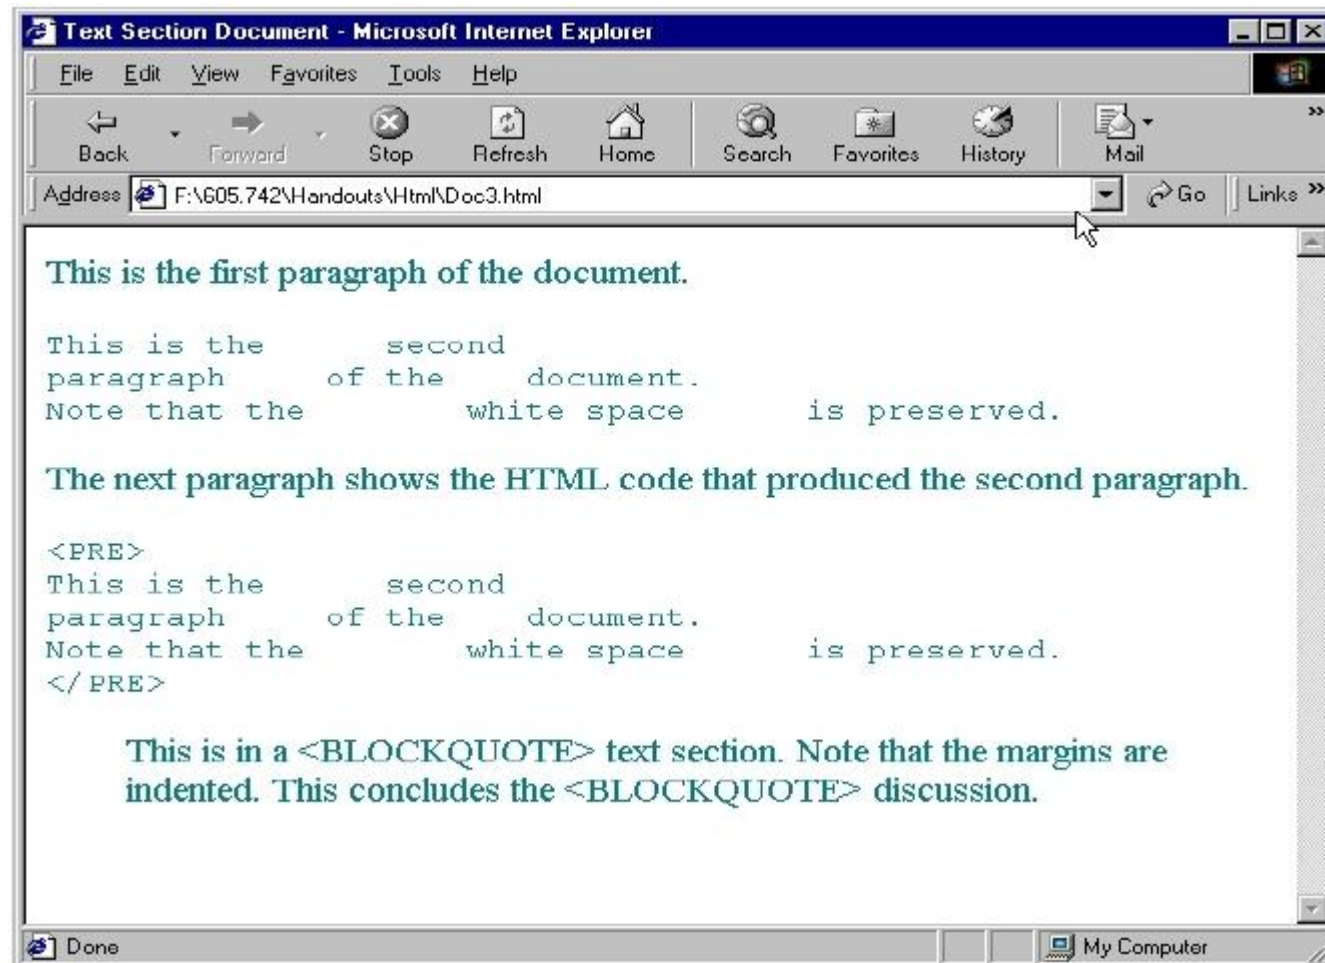 Text Section Document - Microsoft Internet Explorer
File Edit View Favorites Tools Help
Back Forward Stop Refresh Home Search Favorites History Mail »
Address F:\605.742\Handouts\Html\Doc3.html Go Links »
This is the first paragraph of the document.
This is the      second
paragraph     of the    document.
Note that the        white space      is preserved.
The next paragraph shows the HTML code that produced the second paragraph.
<PRE>
This is the      second
paragraph     of the    document.
Note that the        white space      is preserved.
</PRE>
This is in a <BLOCKQUOTE> text section. Note that the margins are
indented. This concludes the <BLOCKQUOTE> discussion.
Done My Computer